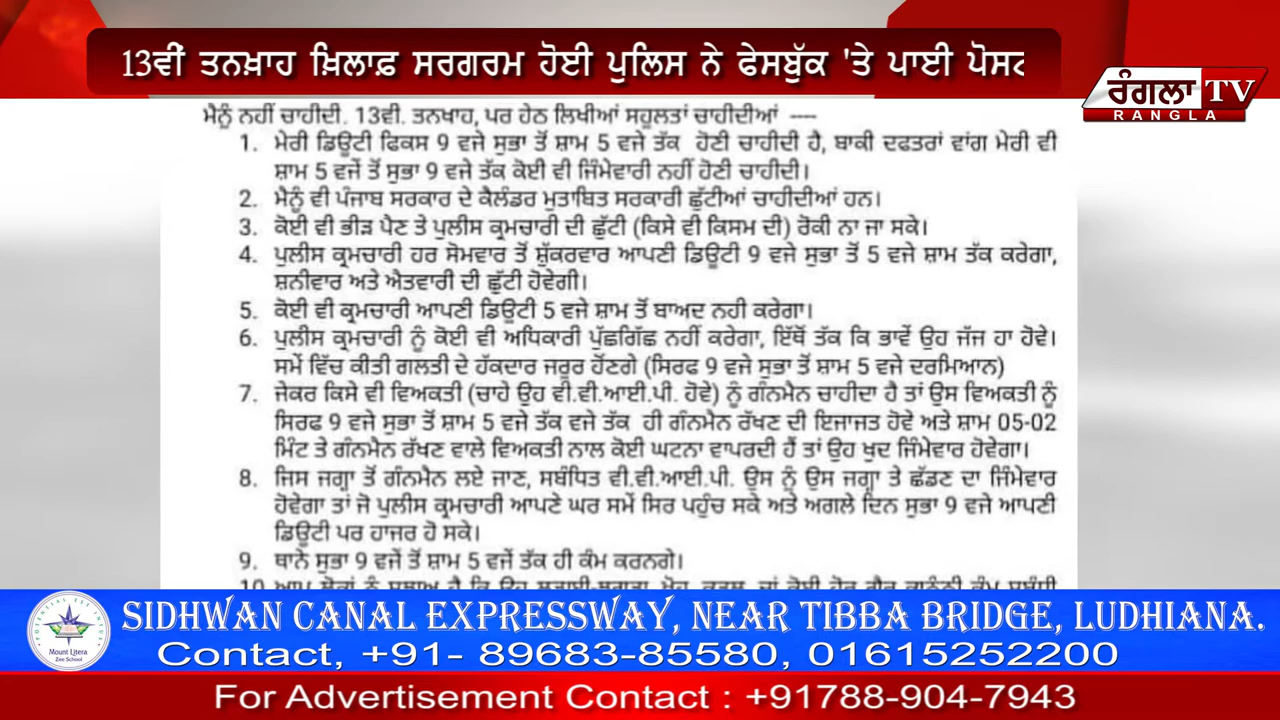 13ਵੀਂ ਤਨਖ਼ਾਹ ਖ਼ਿਲਾਫ਼ ਸਰਗਰਮ ਹੋਈ ਪੁਲਿਸ ਨੇ ਫੇਸਬੁੱਕ 'ਤੇ ਪਾਈ ਪੋਸਟ
ਰੰਗਲਾ TV
RANGLA
ਮੈਨੂੰ ਨਹੀਂ ਚਾਹੀਦੀ. 13ਵੀ. ਤਨਖਾਹ, ਪਰ ਹੇਠ ਲਿਖੀਆਂ ਸਹੂਲਤਾਂ ਚਾਹੀਦੀਆਂ ----
1. ਮੇਰੀ ਡਿਊਟੀ ਫਿਕਸ 9 ਵਜੇ ਸੁਭਾ ਤੋਂ ਸ਼ਾਮ 5 ਵਜੇ ਤੱਕ ਹੋਣੀ ਚਾਹੀਦੀ ਹੈ, ਬਾਕੀ ਦਫਤਰਾਂ ਵਾਂਗ ਮੇਰੀ ਵੀ
ਸ਼ਾਮ 5 ਵਜੇਂ ਤੋਂ ਸੁਭਾ 9 ਵਜੇ ਤੱਕ ਕੋਈ ਵੀ ਜਿੰਮੇਵਾਰੀ ਨਹੀਂ ਹੋਣੀ ਚਾਹੀਦੀ।
2. ਮੈਨੂੰ ਵੀ ਪੰਜਾਬ ਸਰਕਾਰ ਦੇ ਕੈਲੰਡਰ ਮੁਤਾਬਿਤ ਸਰਕਾਰੀ ਛੁੱਟੀਆਂ ਚਾਹੀਦੀਆਂ ਹਨ।
3. ਕੋਈ ਵੀ ਭੀੜ ਪੈਣ ਤੇ ਪੁਲੀਸ ਕ੍ਰਮਚਾਰੀ ਦੀ ਛੁੱਟੀ (ਕਿਸੇ ਵੀ ਕਿਸਮ ਦੀ) ਰੋਕੀ ਨਾ ਜਾ ਸਕੇ।
4. ਪੁਲੀਸ ਕ੍ਰਮਚਾਰੀ ਹਰ ਸੋਮਵਾਰ ਤੋਂ ਸ਼ੁੱਕਰਵਾਰ ਆਪਣੀ ਡਿਊਟੀ 9 ਵਜੇ ਸੁਭਾ ਤੋਂ 5 ਵਜੇ ਸ਼ਾਮ ਤੱਕ ਕਰੇਗਾ,
ਸ਼ਨੀਵਾਰ ਅਤੇ ਐਤਵਾਰੀ ਦੀ ਛੁੱਟੀ ਹੋਵੇਗੀ।
5. ਕੋਈ ਵੀ ਕ੍ਰਮਚਾਰੀ ਆਪਣੀ ਡਿਊਟੀ 5 ਵਜੇ ਸ਼ਾਮ ਤੋਂ ਬਾਅਦ ਨਹੀ ਕਰੇਗਾ।
6. ਪੁਲੀਸ ਕ੍ਰਮਚਾਰੀ ਨੂੰ ਕੋਈ ਵੀ ਅਧਿਕਾਰੀ ਪੁੱਛਗਿੱਛ ਨਹੀਂ ਕਰੇਗਾ, ਇੱਥੋਂ ਤੱਕ ਕਿ ਭਾਵੇਂ ਉਹ ਜੱਜ ਹਾ ਹੋਵੇ।
ਸਮੇਂ ਵਿੱਚ ਕੀਤੀ ਗਲਤੀ ਦੇ ਹੱਕਦਾਰ ਜਰੂਰ ਹੋਂਣਗੇ (ਸਿਰਫ 9 ਵਜੇ ਸੁਭਾ ਤੋਂ ਸ਼ਾਮ 5 ਵਜੇ ਦਰਮਿਆਨ)
7. ਜੇਕਰ ਕਿਸੇ ਵੀ ਵਿਅਕਤੀ (ਚਾਹੇ ਉਹ ਵੀ.ਵੀ.ਆਈ.ਪੀ. ਹੋਵੇ) ਨੂੰ ਗੰਨਮੈਨ ਚਾਹੀਦਾ ਹੈ ਤਾਂ ਉਸ ਵਿਅਕਤੀ ਨੂੰ
ਸਿਰਫ 9 ਵਜੇ ਸੁਭਾ ਤੋਂ ਸ਼ਾਮ 5 ਵਜੇ ਤੱਕ ਵਜੇ ਤੱਕ ਹੀ ਗੰਨਮੈਨ ਰੱਖਣ ਦੀ ਇਜਾਜਤ ਹੋਵੇ ਅਤੇ ਸ਼ਾਮ 05-02
ਮਿੰਟ ਤੇ ਗੰਨਮੈਨ ਰੱਖਣ ਵਾਲੇ ਵਿਅਕਤੀ ਨਾਲ ਕੋਈ ਘਟਨਾ ਵਾਪਰਦੀ ਹੈਂ ਤਾਂ ਉਹ ਖੁਦ ਜਿੰਮੇਵਾਰ ਹੋਵੇਗਾ।
8. ਜਿਸ ਜਗ੍ਹਾ ਤੋਂ ਗੰਨਮੈਨ ਲਏ ਜਾਣ, ਸਬੰਧਿਤ ਵੀ.ਵੀ.ਆਈ.ਪੀ. ਉਸ ਨੂੰ ਉਸ ਜਗ੍ਹਾ ਤੇ ਛੱਡਣ ਦਾ ਜਿੰਮੇਵਾਰ
ਹੋਵੇਗਾ ਤਾਂ ਜੋ ਪੁਲੀਸ ਕ੍ਰਮਚਾਰੀ ਆਪਣੇ ਘਰ ਸਮੇਂ ਸਿਰ ਪਹੁੰਚ ਸਕੇ ਅਤੇ ਅਗਲੇ ਦਿਨ ਸੁਭਾ 9 ਵਜੇ ਆਪਣੀ
ਡਿਊਟੀ ਪਰ ਹਾਜਰ ਹੋ ਸਕੇ।
9. ਥਾਨੇ ਸੁਭਾ 9 ਵਜੇਂ ਤੋਂ ਸ਼ਾਮ 5 ਵਜੇਂ ਤੱਕ ਹੀ ਕੰਮ ਕਰਨਗੇ।
Mount Litera
Zee School
SIDHWAN CANAL EXPRESSWAY, NEAR TIBBA BRIDGE, LUDHIANA.
Contact, +91- 89683-85580, 01615252200
For Advertisement Contact : +91788-904-7943